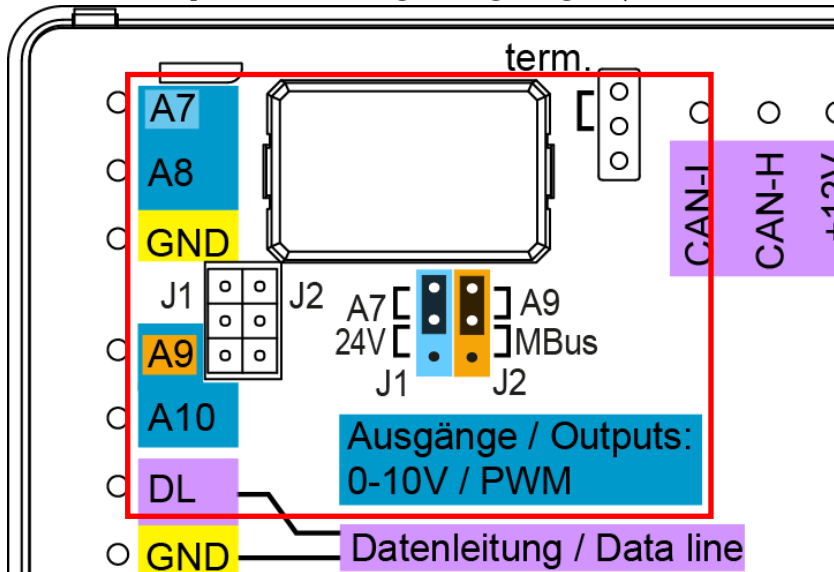 term.
A7
A8
GND
J1
J2
A9
A10
DL
GND
A7
24V
A9
MBus
J1
J2
CAN-L
CAN-H
+12V
Ausgänge / Outputs:
0-10V / PWM
Datenleitung / Data line